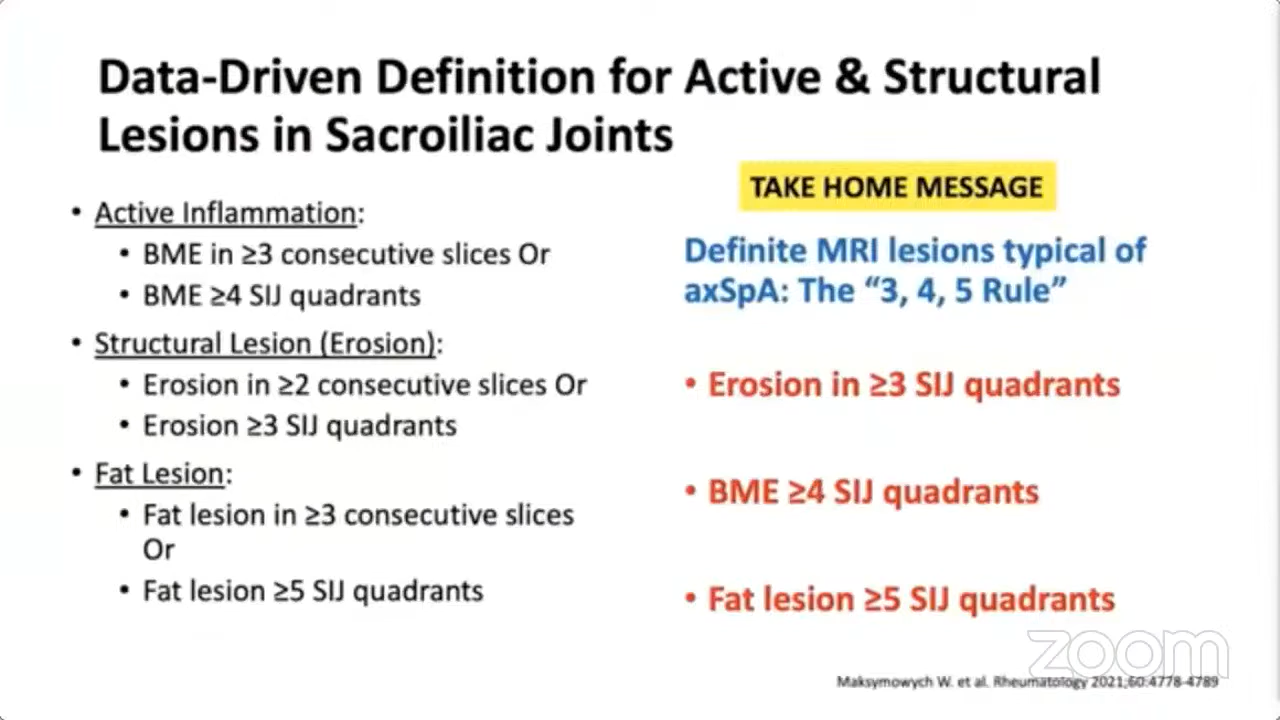 Data-Driven Definition for Active & Structural
Lesions in Sacroiliac Joints
• Active Inflammation:
• BME in ≥3 consecutive slices Or
• BME ≥4 SIJ quadrants
• Structural Lesion (Erosion):
• Erosion in ≥2 consecutive slices Or
• Erosion ≥3 SIJ quadrants
• Fat Lesion:
• Fat lesion in ≥3 consecutive slices
Or
• Fat lesion ≥5 SIJ quadrants
TAKE HOME MESSAGE
Definite MRI lesions typical of
axSpA: The “3, 4, 5 Rule”
• Erosion in ≥3 SIJ quadrants
• BME ≥4 SIJ quadrants
• Fat lesion ≥5 SIJ quadrants
zoom
Maksymowych W. et al. Rheumatology 2021;60:4778-4789